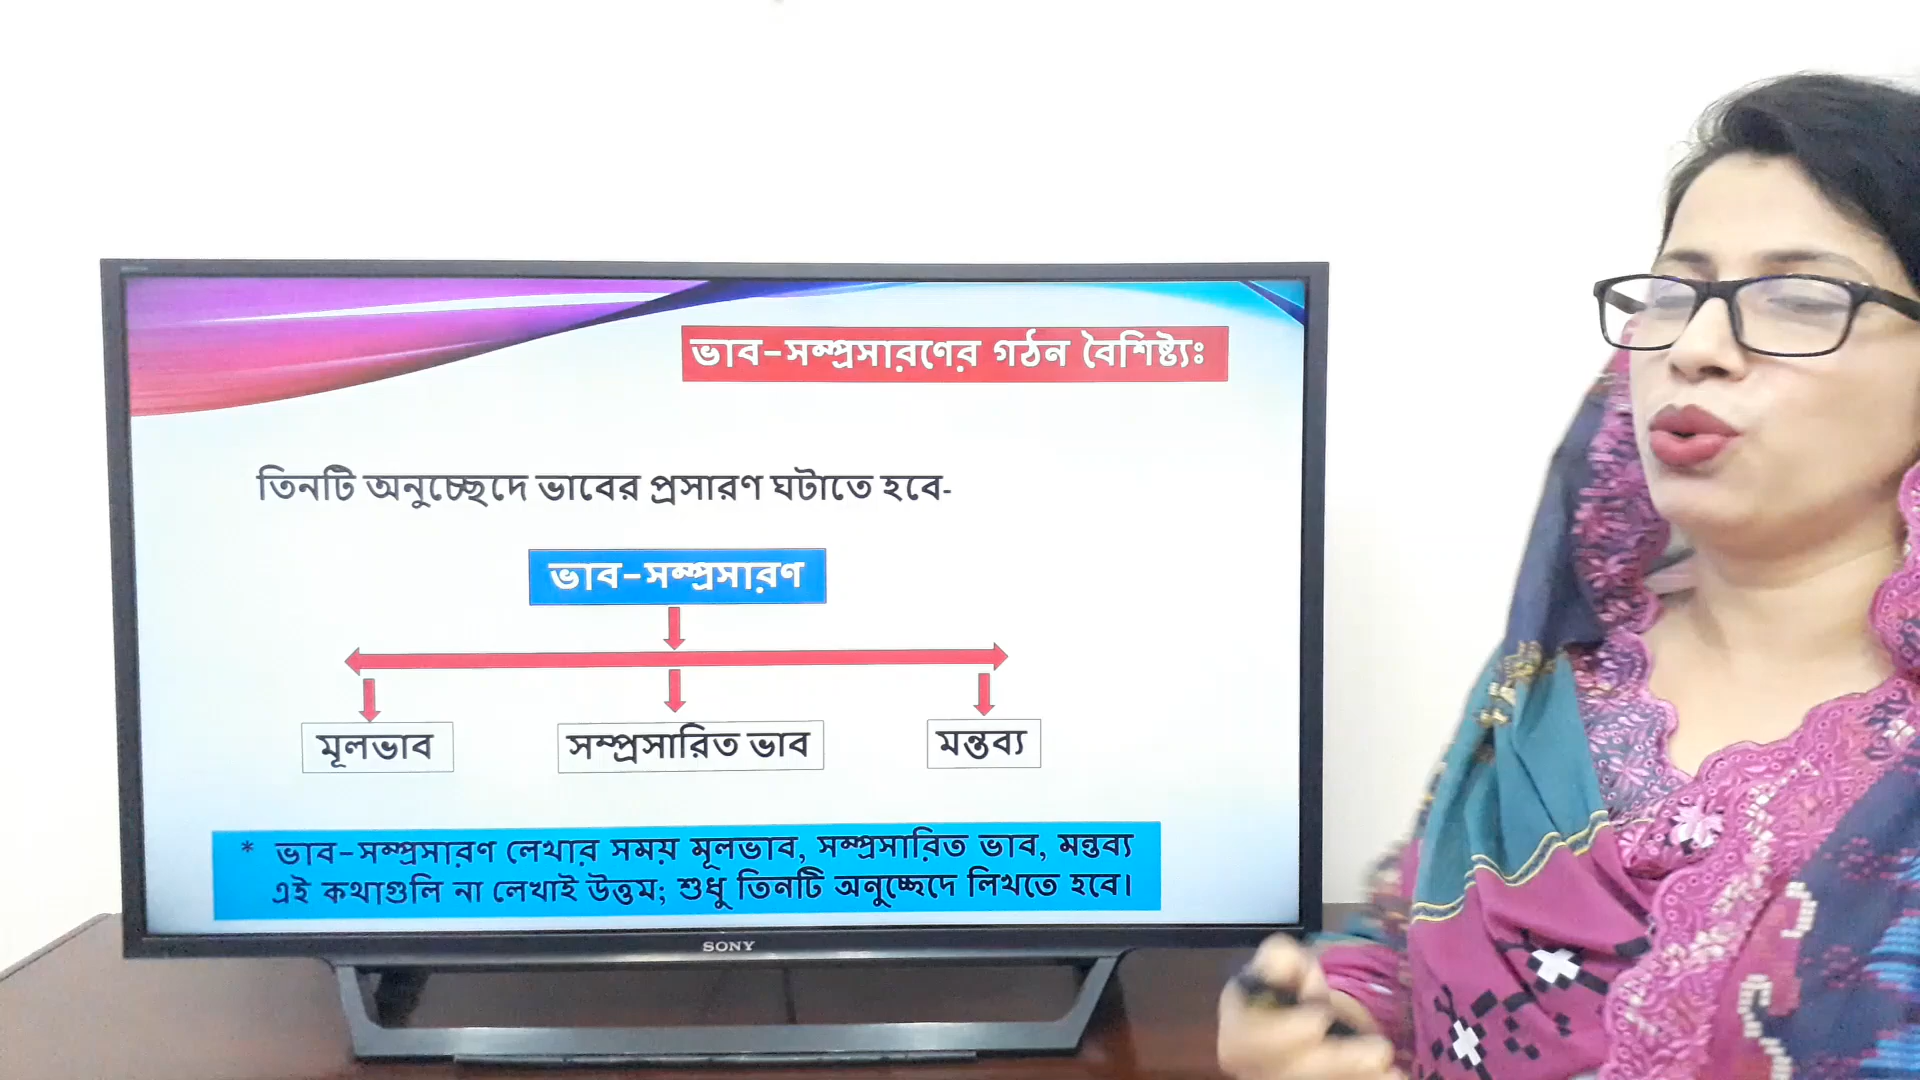 ভাব-সম্প্রসারণের গঠন বৈশিষ্ট্যঃ
তিনটি অনুচ্ছেদে ভাবের প্রসারণ ঘটাতে হবে-
ভাব-সম্প্রসারণ
মূলভাব
সম্প্রসারিত ভাব
মন্তব্য
* ভাব-সম্প্রসারণ লেখার সময় মূলভাব, সম্প্রসারিত ভাব, মন্তব্য
এই কথাগুলি না লেখাই উত্তম; শুধু তিনটি অনুচ্ছেদে লিখতে হবে।
SONY